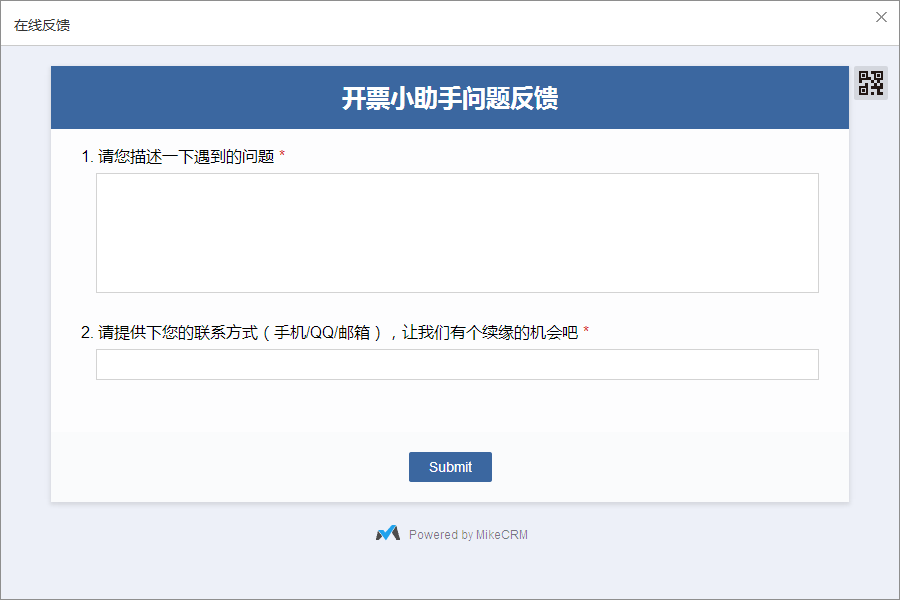 在线反馈
开票小助手问题反馈
1. 请您描述一下遇到的问题 *
2. 请提供下您的联系方式（手机/QQ/邮箱），让我们有个续缘的机会吧 *
Submit
Powered by MikeCRM